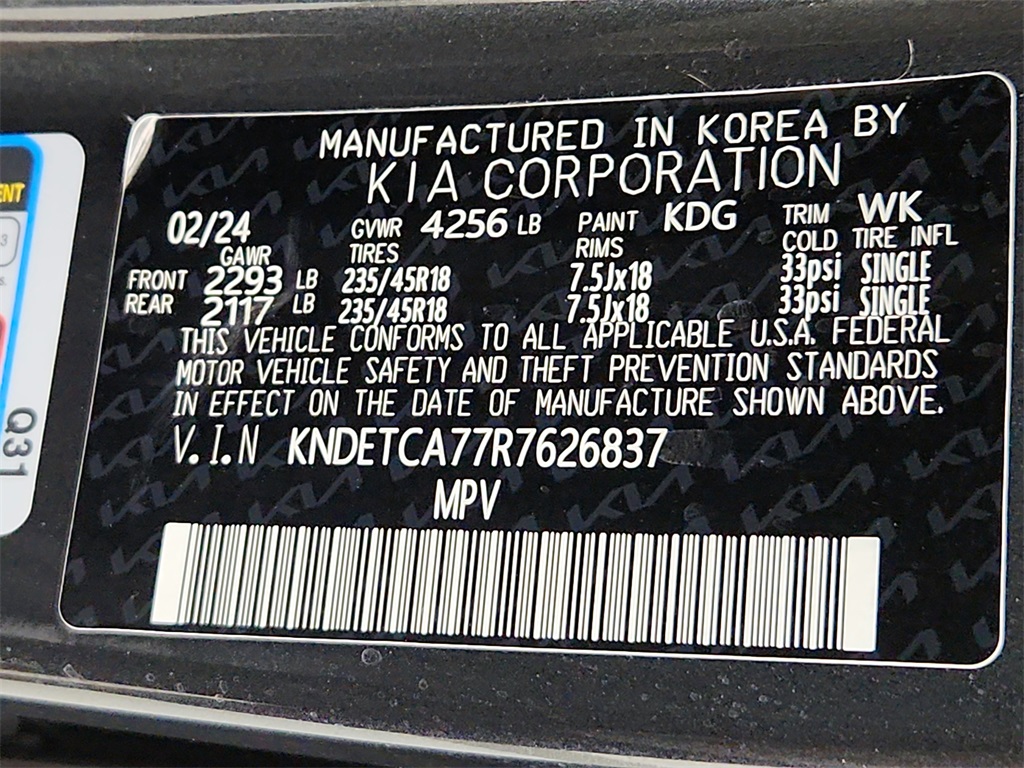 MANUFACTURED IN KOREA BY
KIA CORPORATION
02/24 GVWR 4256 LB PAINT KDG TRIM WK
GAWR TIRES RIMS COLD TIRE INFL
FRONT 2293 LB 235/45R18 7.5Jx18 33psi SINGLE
REAR 2117 LB 235/45R18 7.5Jx18 33psi SINGLE
THIS VEHICLE CONFORMS TO ALL APPLICABLE U.S.A. FEDERAL
MOTOR VEHICLE SAFETY AND THEFT PREVENTION STANDARDS
IN EFFECT ON THE DATE OF MANUFACTURE SHOWN ABOVE.
V.I.N KNDETCA77R7626837
MPV
Q31